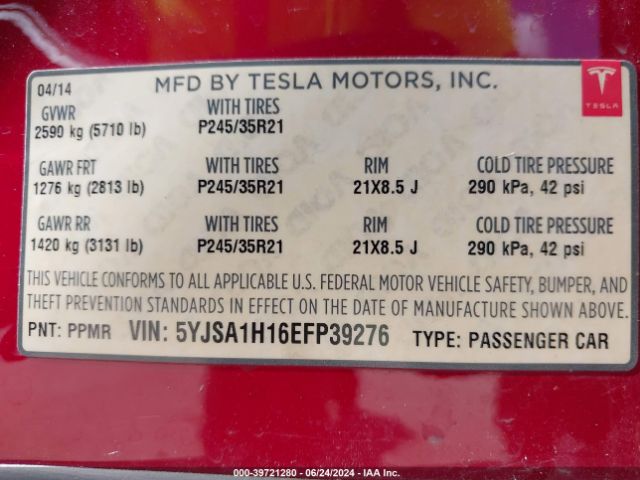 04/14 MFD BY TESLA MOTORS, INC.
TESLA
GVWR WITH TIRES
2590 kg (5710 lb) P245/35R21
GAWR FRT WITH TIRES RIM COLD TIRE PRESSURE
1276 kg (2813 lb) P245/35R21 21X8.5 J 290 kPa, 42 psi
GAWR RR WITH TIRES RIM COLD TIRE PRESSURE
1420 kg (3131 lb) P245/35R21 21X8.5 J 290 kPa, 42 psi
THIS VEHICLE CONFORMS TO ALL APPLICABLE U.S. FEDERAL MOTOR VEHICLE SAFETY, BUMPER, AND
THEFT PREVENTION STANDARDS IN EFFECT ON THE DATE OF MANUFACTURE SHOWN ABOVE.
PNT: PPMR VIN: 5YJSA1H16EFP39276 TYPE: PASSENGER CAR
000-39721280 - 06/24/2024 - IAA Inc.